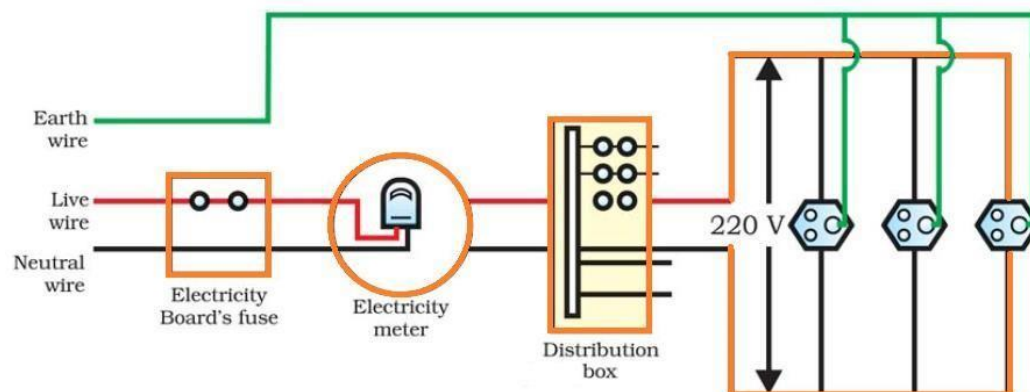 Earth
wire
Live
wire
Neutral
wire
Electricity
Board's fuse
Electricity
meter
Distribution
box
220 V